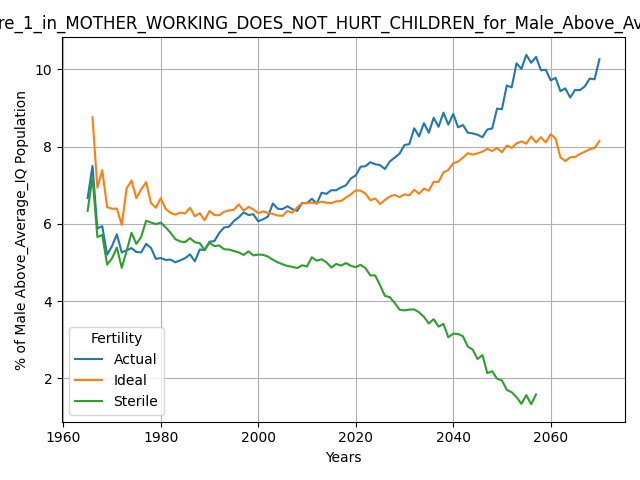 re_1_in_MOTHER_WORKING_DOES_NOT_HURT_CHILDREN_for_Male_Above_Av
% of Male Above_Average_IQ Population
10
8
6
4
2
Fertility
Actual
Ideal
Sterile
1960 1980 2000 2020 2040 2060
Years